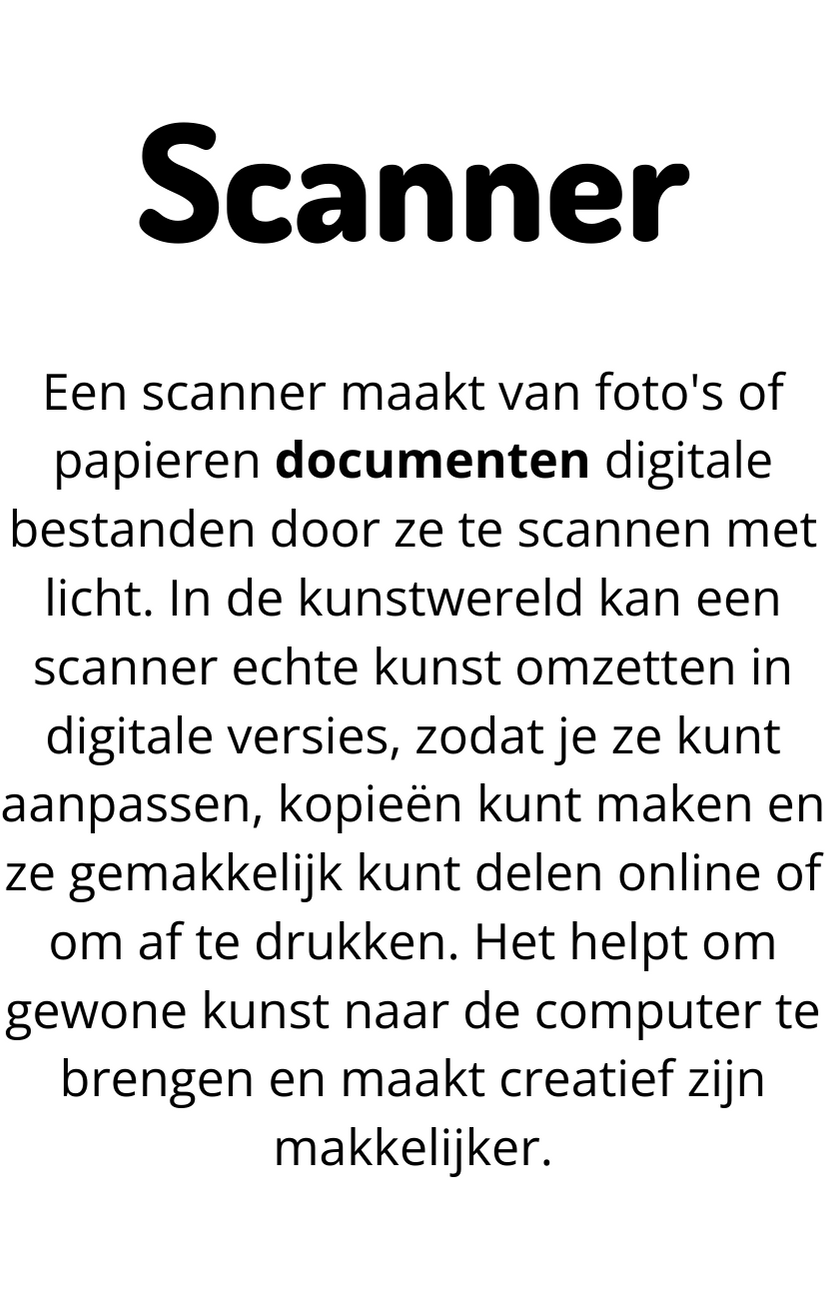 Scanner
Een scanner maakt van foto's of
papieren documenten digitale
bestanden door ze te scannen met
licht. In de kunstwereld kan een
scanner echte kunst omzetten in
digitale versies, zodat je ze kunt
aanpassen, kopieën kunt maken en
ze gemakkelijk kunt delen online of
om af te drukken. Het helpt om
gewone kunst naar de computer te
brengen en maakt creatief zijn
makkelijker.